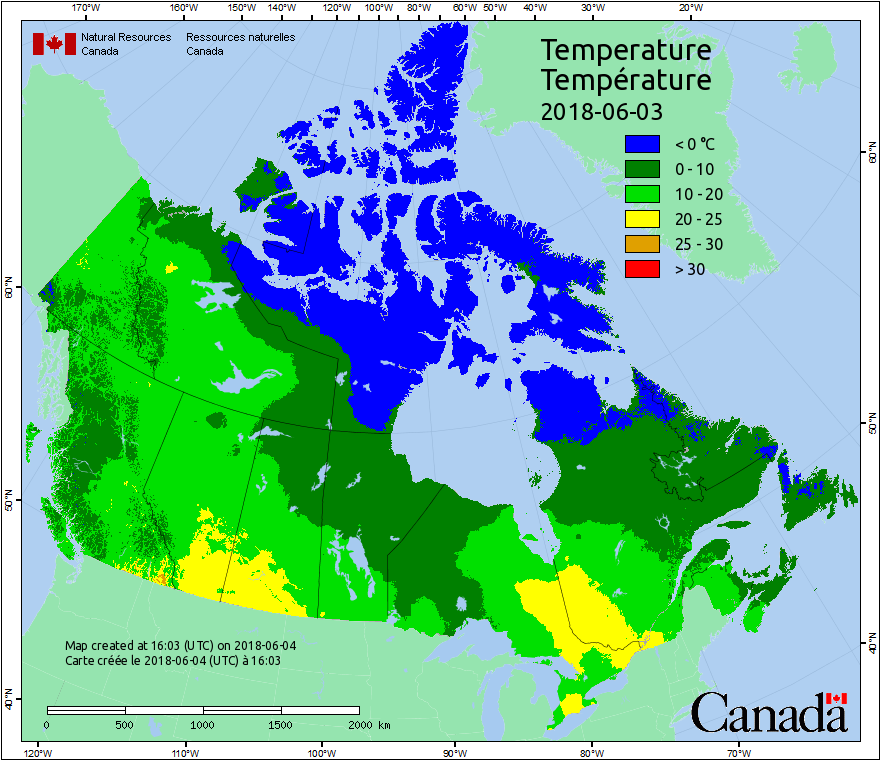 170°W 160°W 150°W 140°W 120°W 100°W 80°W 60°W 50°W 40°W 30°W 20°W
Natural Resources Ressources naturelles
Canada Canada
Temperature
Température
2018-06-03
< 0 °C
0 - 10
10 - 20
20 - 25
25 - 30
> 30
60°N
60°N
50°N
50°N
40°N
40°N
Map created at 16:03 (UTC) on 2018-06-04
Carte créée le 2018-06-04 (UTC) à 16:03
0 500 1000 1500 2000 km
Canada
120°W 110°W 100°W 90°W 80°W 70°W